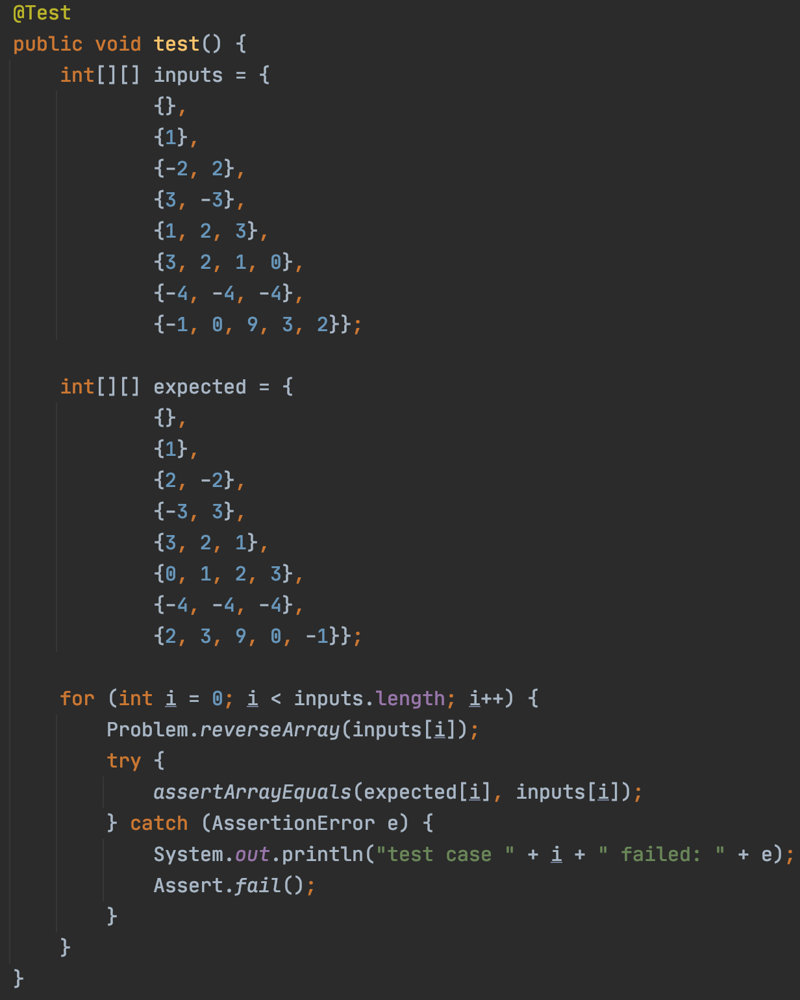 @Test
public void test() {
    int[][] inputs = {
            {},
            {1},
            {-2, 2},
            {3, -3},
            {1, 2, 3},
            {3, 2, 1, 0},
            {-4, -4, -4},
            {-1, 0, 9, 3, 2}};

    int[][] expected = {
            {},
            {1},
            {2, -2},
            {-3, 3},
            {3, 2, 1},
            {0, 1, 2, 3},
            {-4, -4, -4},
            {2, 3, 9, 0, -1}};

    for (int i = 0; i < inputs.length; i++) {
        Problem.reverseArray(inputs[i]);
        try {
            assertArrayEquals(expected[i], inputs[i]);
        } catch (AssertionError e) {
            System.out.println("test case " + i + " failed: " + e);
            Assert.fail();
        }
    }
}